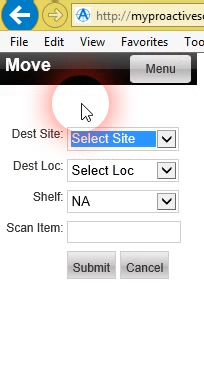 http://myproactives
File Edit View Favorites Too
Move Menu
Dest Site: Select Site
Dest Loc: Select Loc
Shelf: NA
Scan Item:
Submit Cancel